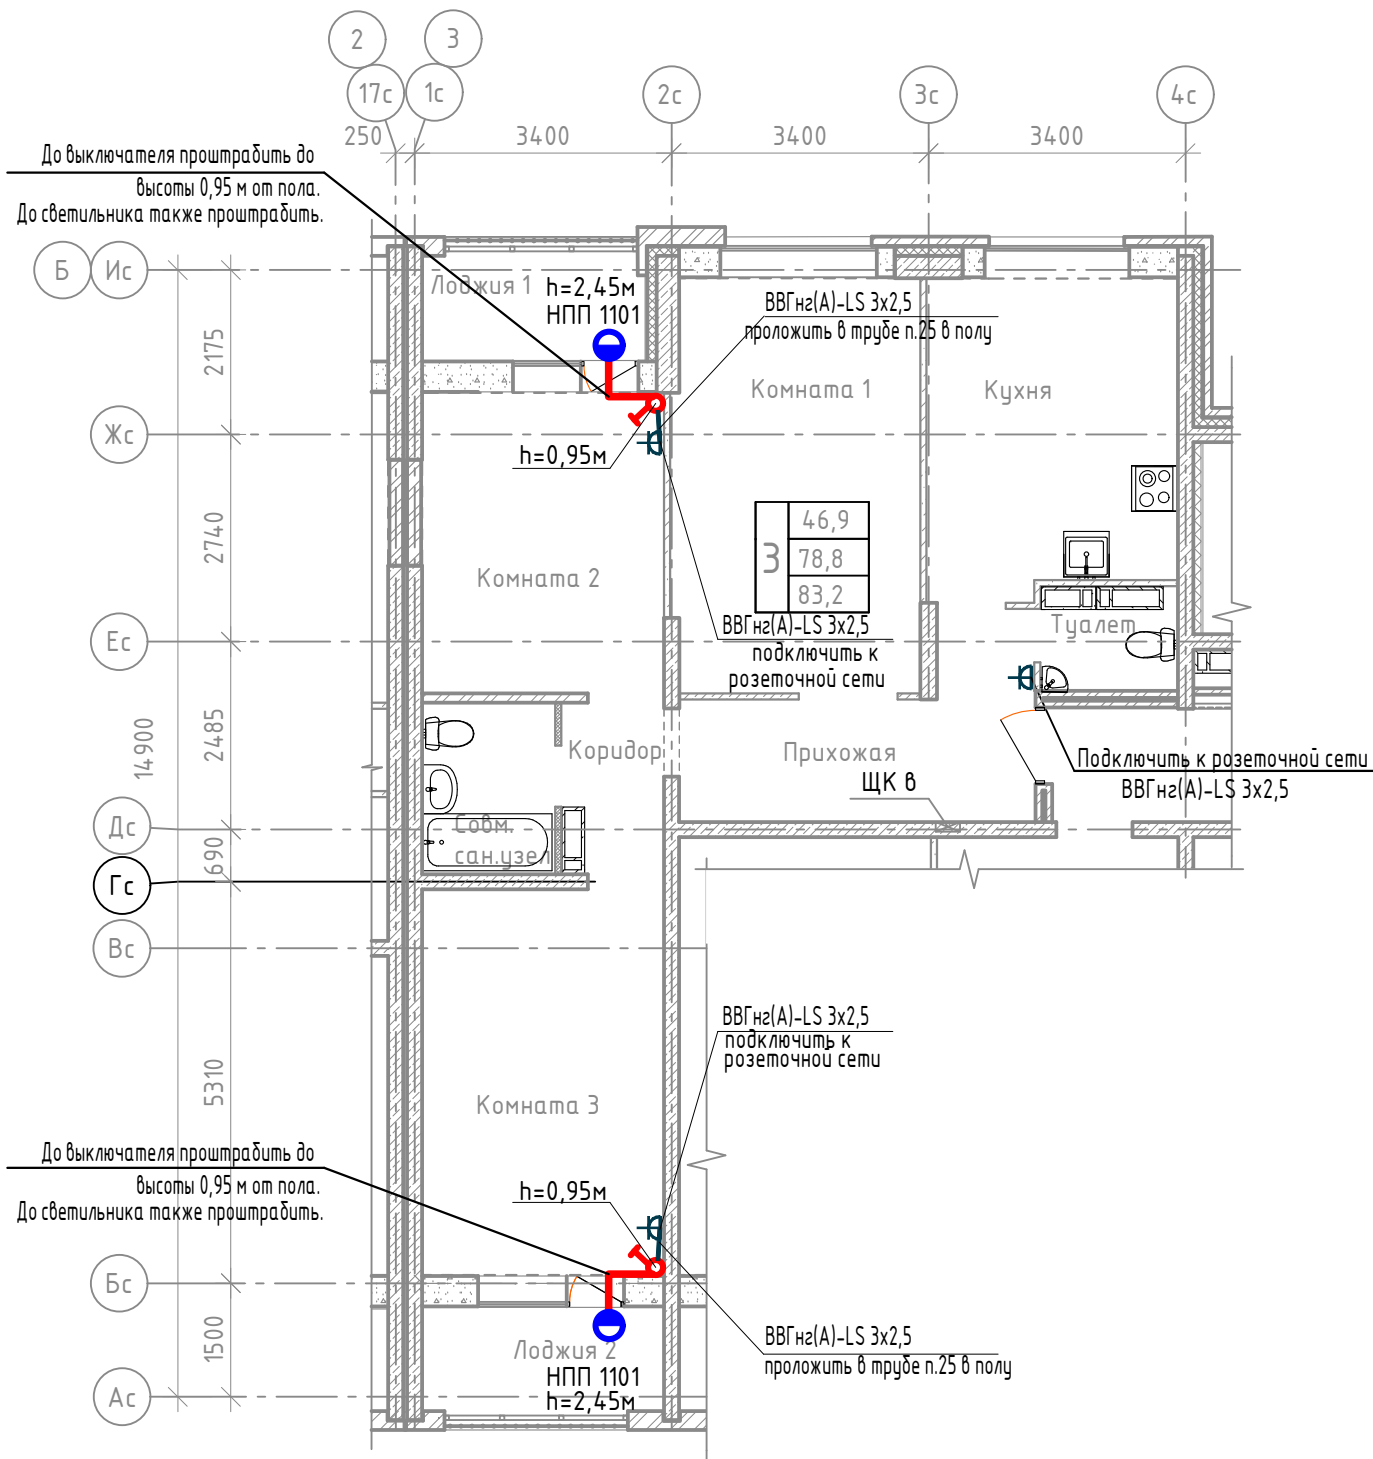 2
3
17с
1с
2с
3с
4с
250
3400
3400
3400
До выключателя проштрабить до
высоты 0,95 м от пола.
До светильника также проштрабить.
Б
Ис
Лоджия 1
h=2,45м
НПП 1101
ВВГнг(А)-LS 3х2,5
проложить в трубе п.25 в полу
2175
Комната 1
Кухня
Жс
h=0,95м
2740
3
46,9
78,8
83,2
Комната 2
Ес
ВВГнг(А)-LS 3х2,5
подключить к
розеточной сети
Туалет
14900
2485
Коридор
Прихожая
ЩК в
Подключить к розеточной сети
ВВГнг(А)-LS 3х2,5
Дс
Совм.
сан.узел
690
Гс
Вс
ВВГнг(А)-LS 3х2,5
подключить к
розеточной сети
5310
Комната 3
До выключателя проштрабить до
высоты 0,95 м от пола.
До светильника также проштрабить.
h=0,95м
Бс
1500
Лоджия 2
НПП 1101
h=2,45м
ВВГнг(А)-LS 3х2,5
проложить в трубе п.25 в полу
Ас